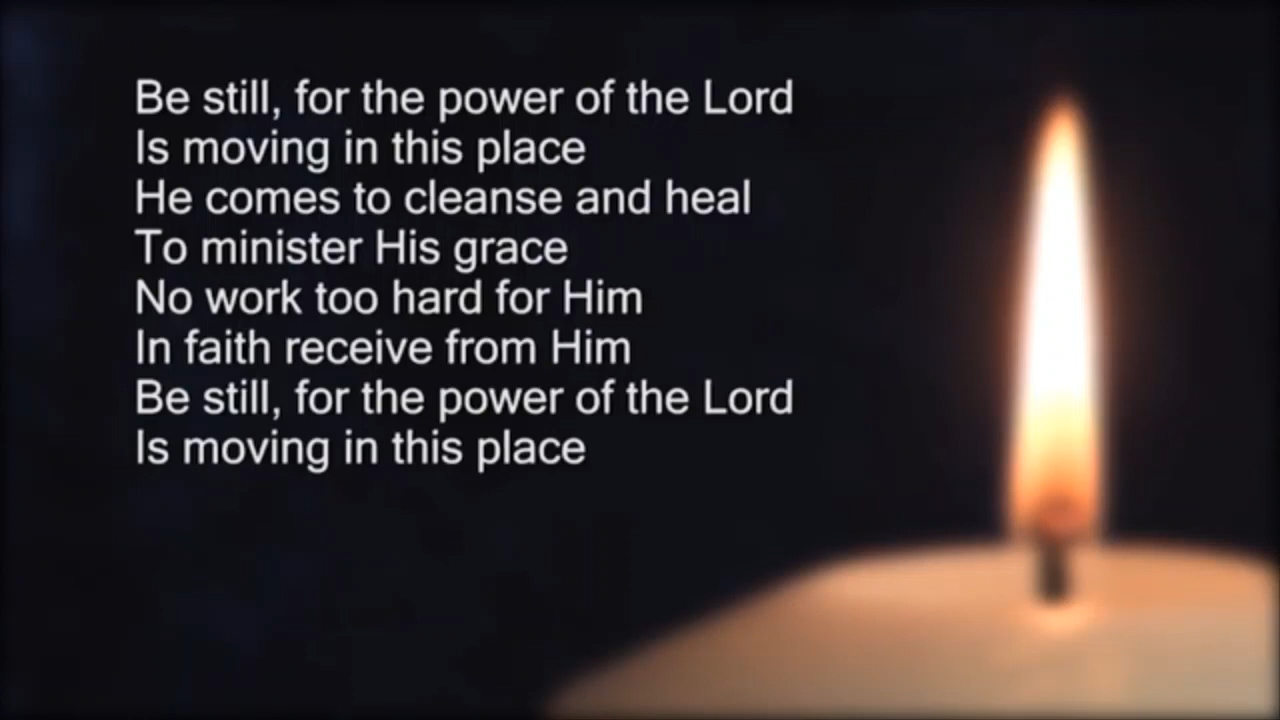 Be still, for the power of the Lord
Is moving in this place
He comes to cleanse and heal
To minister His grace
No work too hard for Him
In faith receive from Him
Be still, for the power of the Lord
Is moving in this place